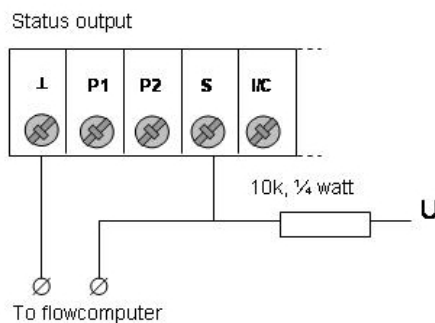 Status output
⊥ P1 P2 S I/C
10k, ¼ watt
U
To flowcomputer